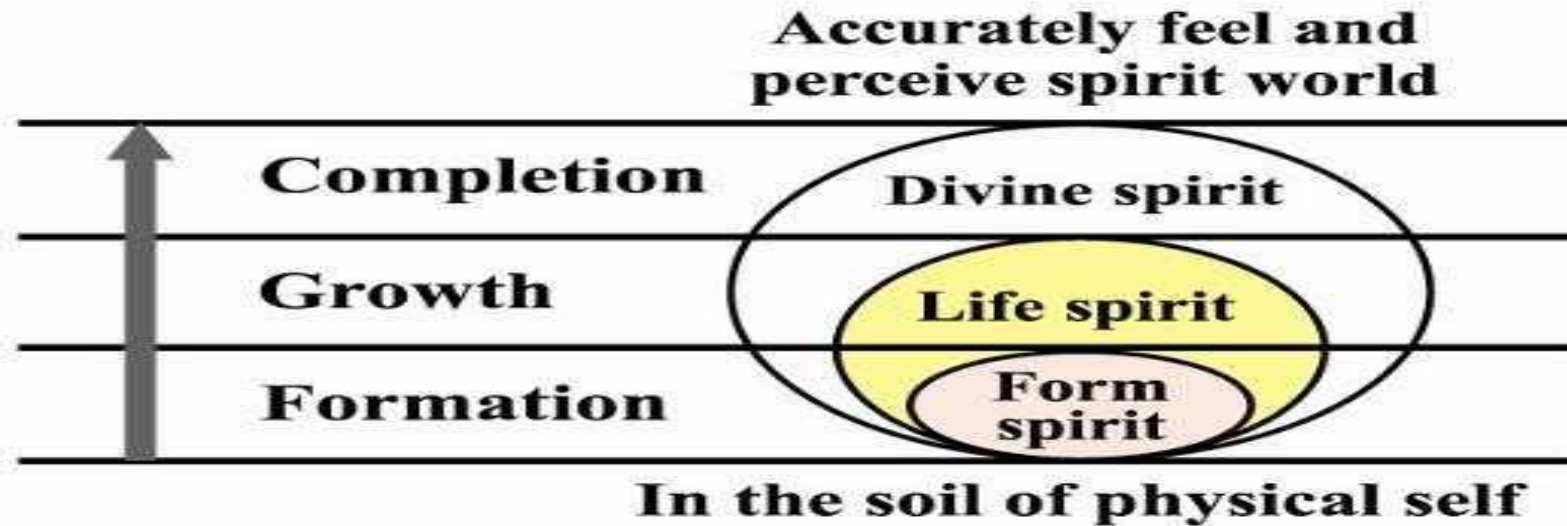 Accurately feel and
perceive spirit world
Completion
Divine spirit
Growth
Life spirit
Formation
Form
spirit
In the soil of physical self